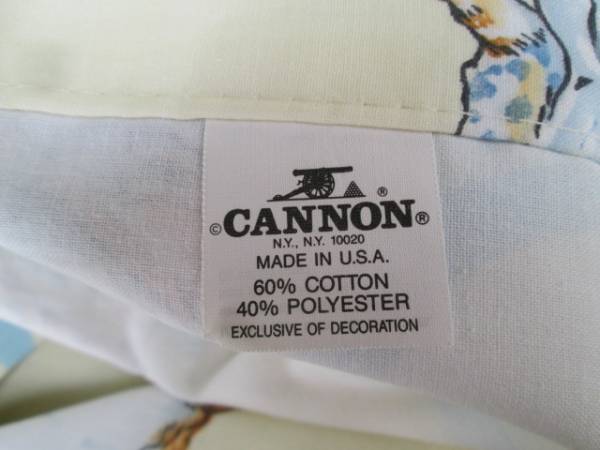 ®
©CANNON®
N.Y., N.Y. 10020
MADE IN U.S.A.
60% COTTON
40% POLYESTER
EXCLUSIVE OF DECORATION